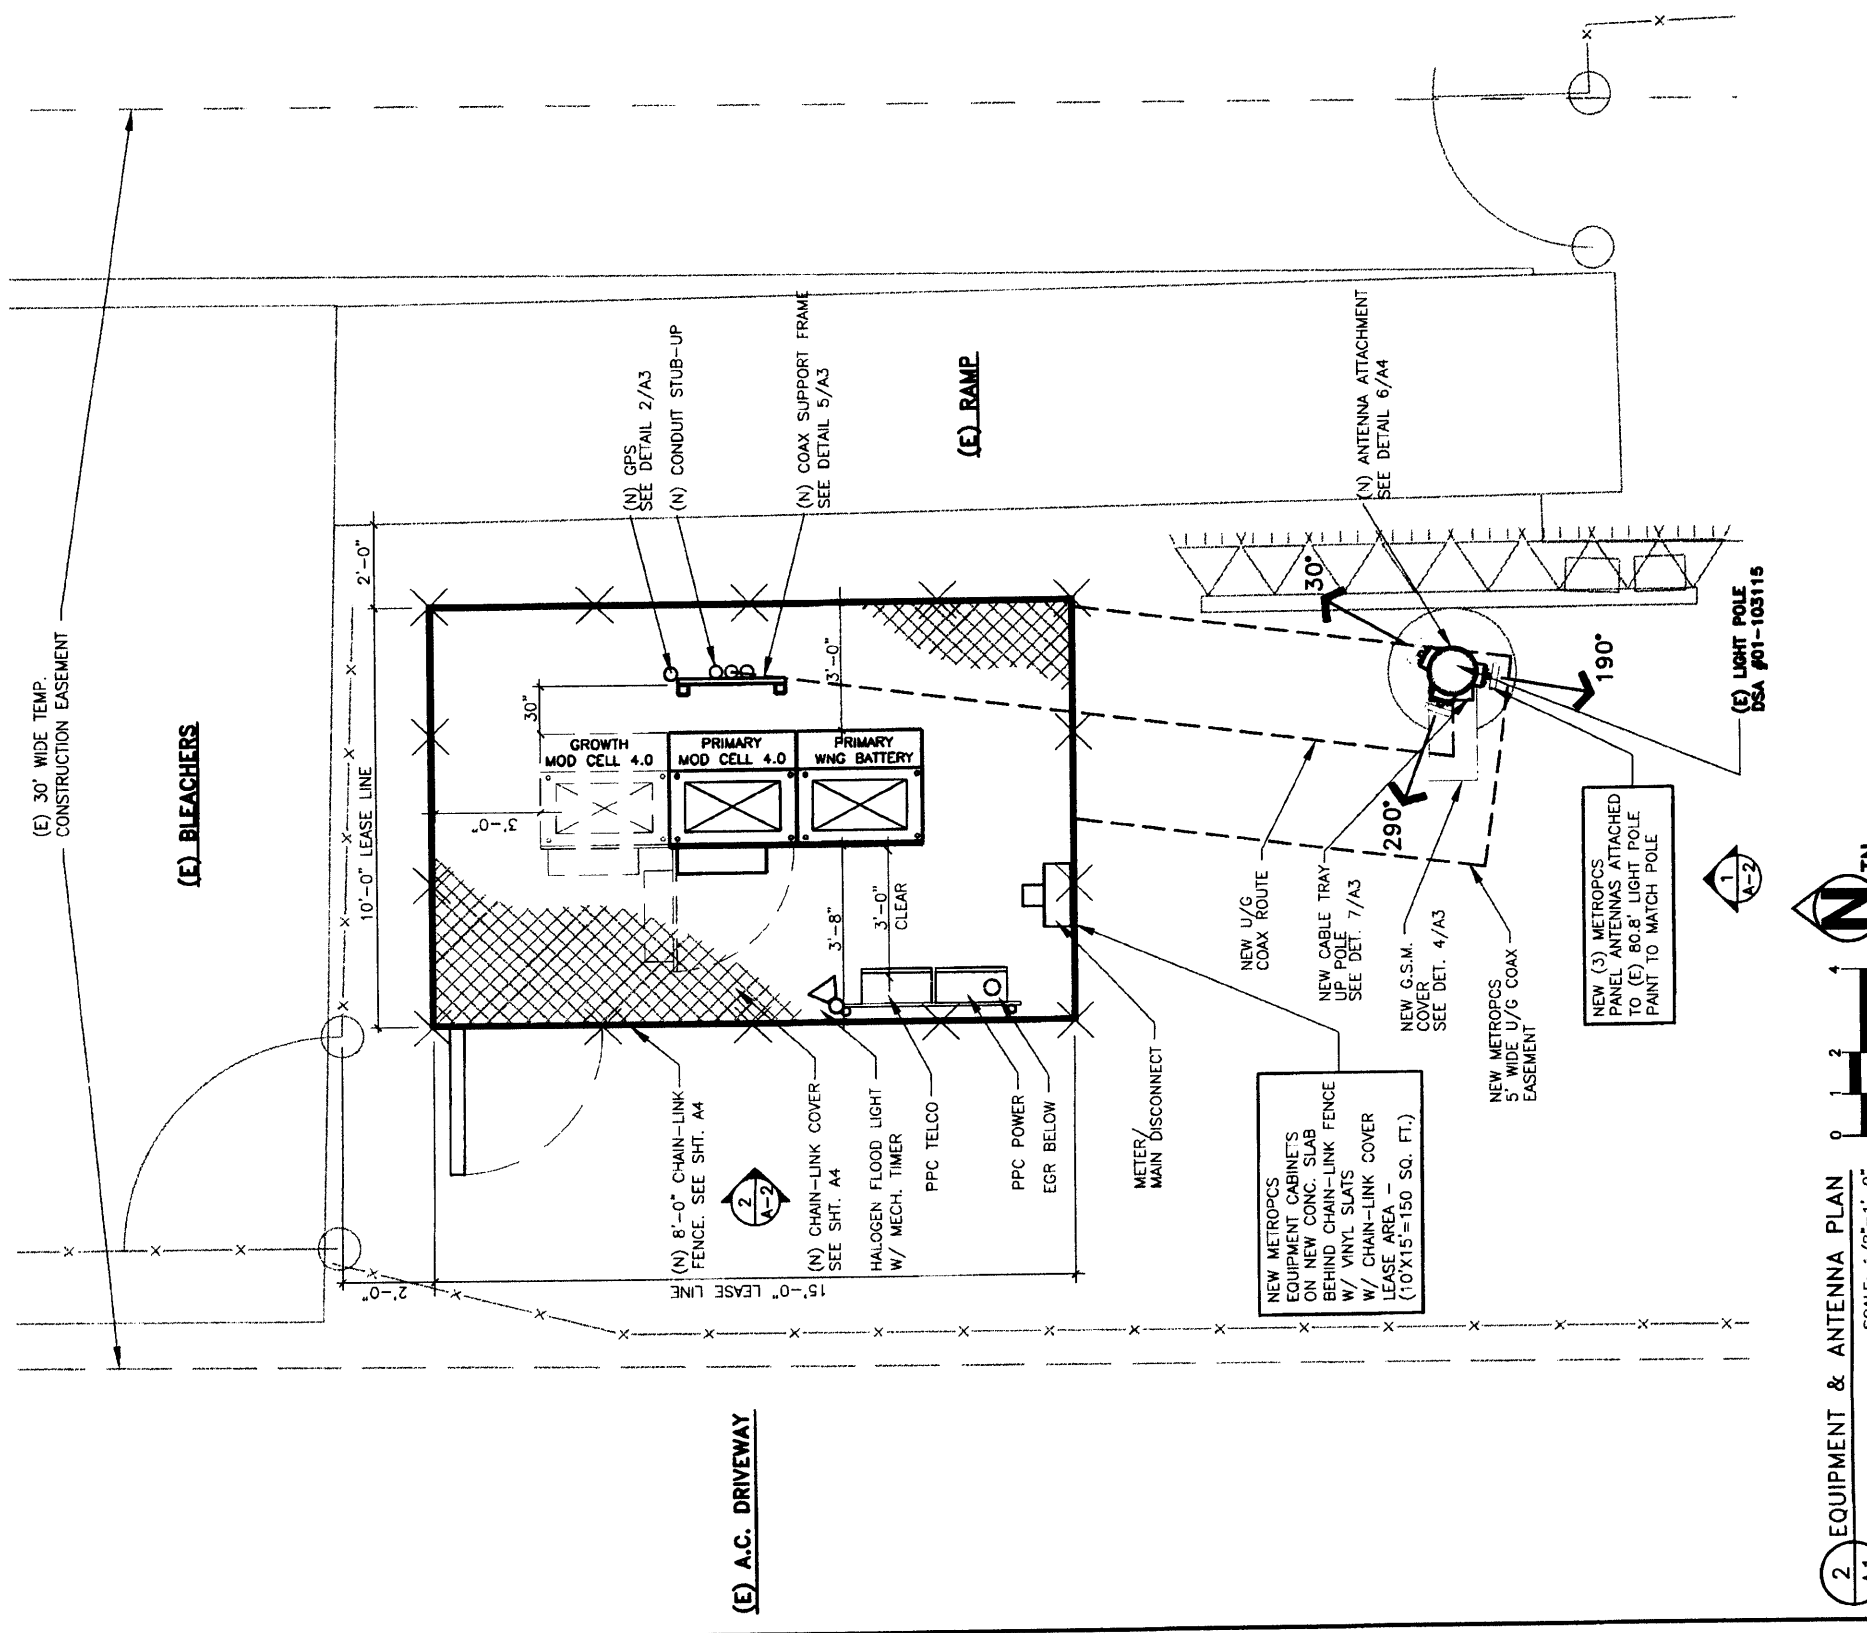 (E) 30' WIDE TEMP.
CONSTRUCTION EASEMENT
(E) BLEACHERS
10'-0" LEASE LINE
2'-0"
(N) GPS
SEE DETAIL 2/A3
(N) CONDUIT STUB-UP
(N) COAX SUPPORT FRAME
SEE DETAIL 5/A3
(E) RAMP
30"
3'-0"
3'-0"
GROWTH
MOD CELL 4.0
PRIMARY
MOD CELL 4.0
PRIMARY
WNG BATTERY
3'-8"
3'-0"
CLEAR
(N) 8'-0" CHAIN-LINK
FENCE. SEE SHT. A4
2
A-2
(N) CHAIN-LINK COVER
SEE SHT. A4
HALOGEN FLOOD LIGHT
W/ MECH. TIMER
PPC TELCO
PPC POWER
EGR BELOW
METER/
MAIN DISCONNECT
2'-0"
15'-0" LEASE LINE
NEW METROPCS
EQUIPMENT CABINETS
ON NEW CONC. SLAB
BEHIND CHAIN-LINK FENCE
W/ VINYL SLATS
W/ CHAIN-LINK COVER
LEASE AREA –
(10'X15'=150 SQ. FT.)
NEW U/G
COAX ROUTE
NEW CABLE TRAY
UP POLE
SEE DET. 7/A3
NEW G.S.M.
COVER
SEE DET. 4/A3
NEW METROPCS
5' WIDE U/G COAX
EASEMENT
(N) ANTENNA ATTACHMENT
SEE DETAIL 6/A4
30°
190°
290°
(E) LIGHT POLE
DSA #01-103115
NEW (3) METROPCS
PANEL ANTENNAS ATTACHED
TO (E) 80.8' LIGHT POLE
PAINT TO MATCH POLE
1
A-2
(E) A.C. DRIVEWAY
N
0 1 2 4
2
EQUIPMENT & ANTENNA PLAN